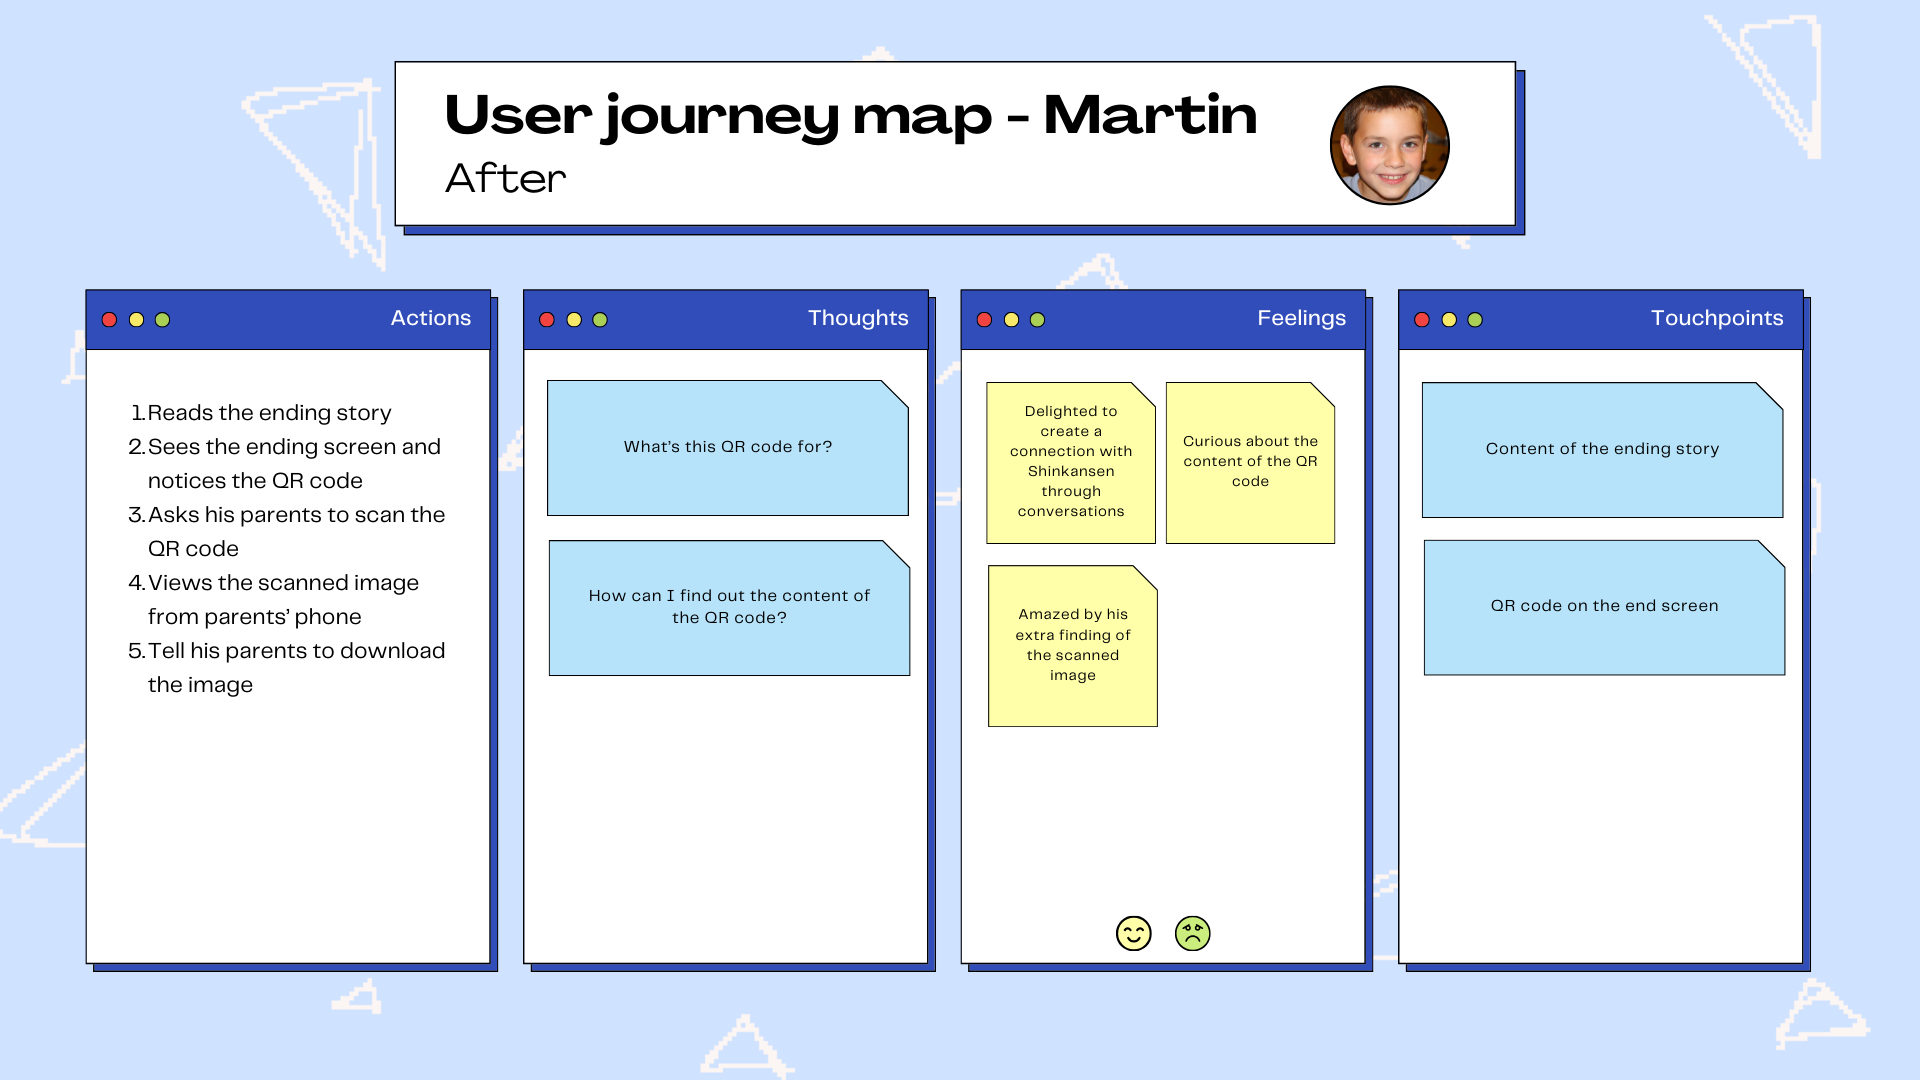 User journey map - Martin
After
Actions
1. Reads the ending story
2. Sees the ending screen and
notices the QR code
3. Asks his parents to scan the
QR code
4. Views the scanned image
from parents’ phone
5. Tell his parents to download
the image
Thoughts
What’s this QR code for?
How can I find out the content of
the QR code?
Feelings
Delighted to
create a
connection with
Shinkansen
through
conversations
Curious about the
content of the QR
code
Amazed by his
extra finding of
the scanned
image
Touchpoints
Content of the ending story
QR code on the end screen